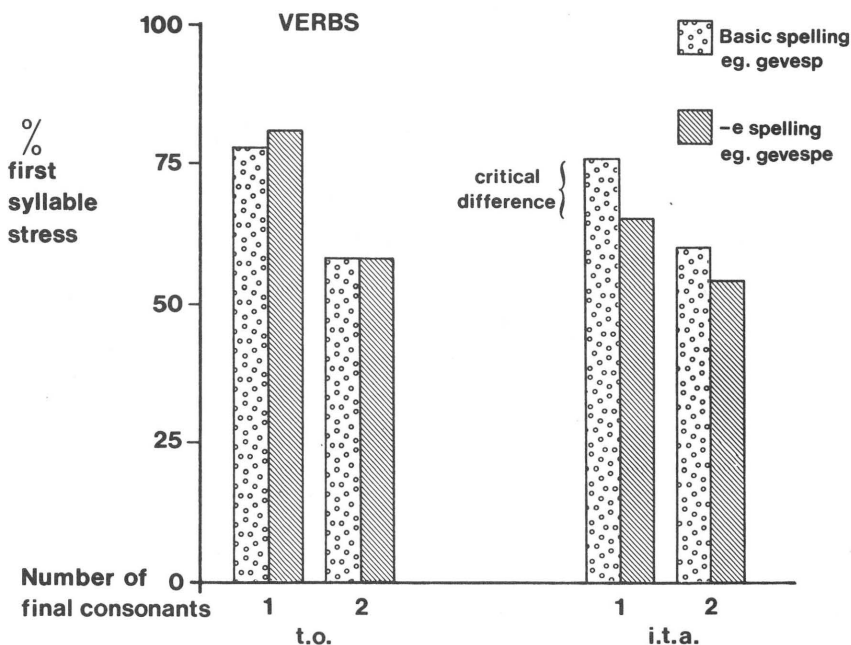 VERBS
Basic spelling
eg. gevesp
-e spelling
eg. gevespe
%
first
syllable
stress
100
75
50
25
0
critical
difference
Number of
final consonants
1
2
1
2
t.o.
i.t.a.